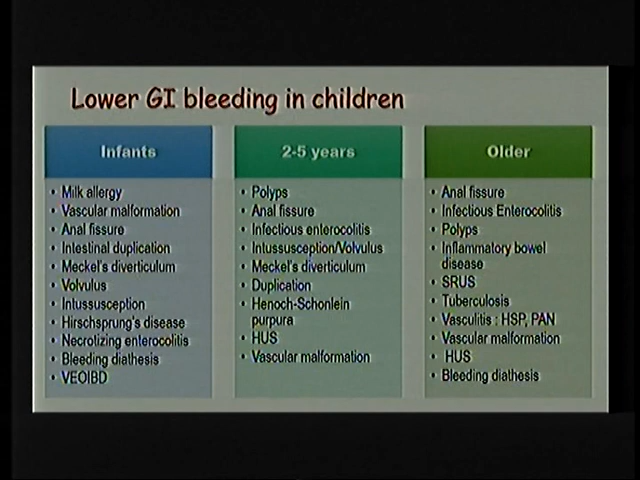 Lower GI bleeding in children
Infants
• Milk allergy
• Vascular malformation
• Anal fissure
• Intestinal duplication
• Meckel's diverticulum
• Volvulus
• Intussusception
• Hirschsprung's disease
• Necrotizing enterocolitis
• Bleeding diathesis
• VEOIBD
2-5 years
• Polyps
• Anal fissure
• Infectious enterocolitis
• Intussusception/Volvulus
• Meckel's diverticulum
• Duplication
• Henoch-Schonlein
purpura
• HUS
• Vascular malformation
Older
• Anal fissure
• Infectious Enterocolitis
• Polyps
• Inflammatory bowel
disease
• SRUS
• Tuberculosis
• Vasculitis : HSP, PAN
• Vascular malformation
• HUS
• Bleeding diathesis